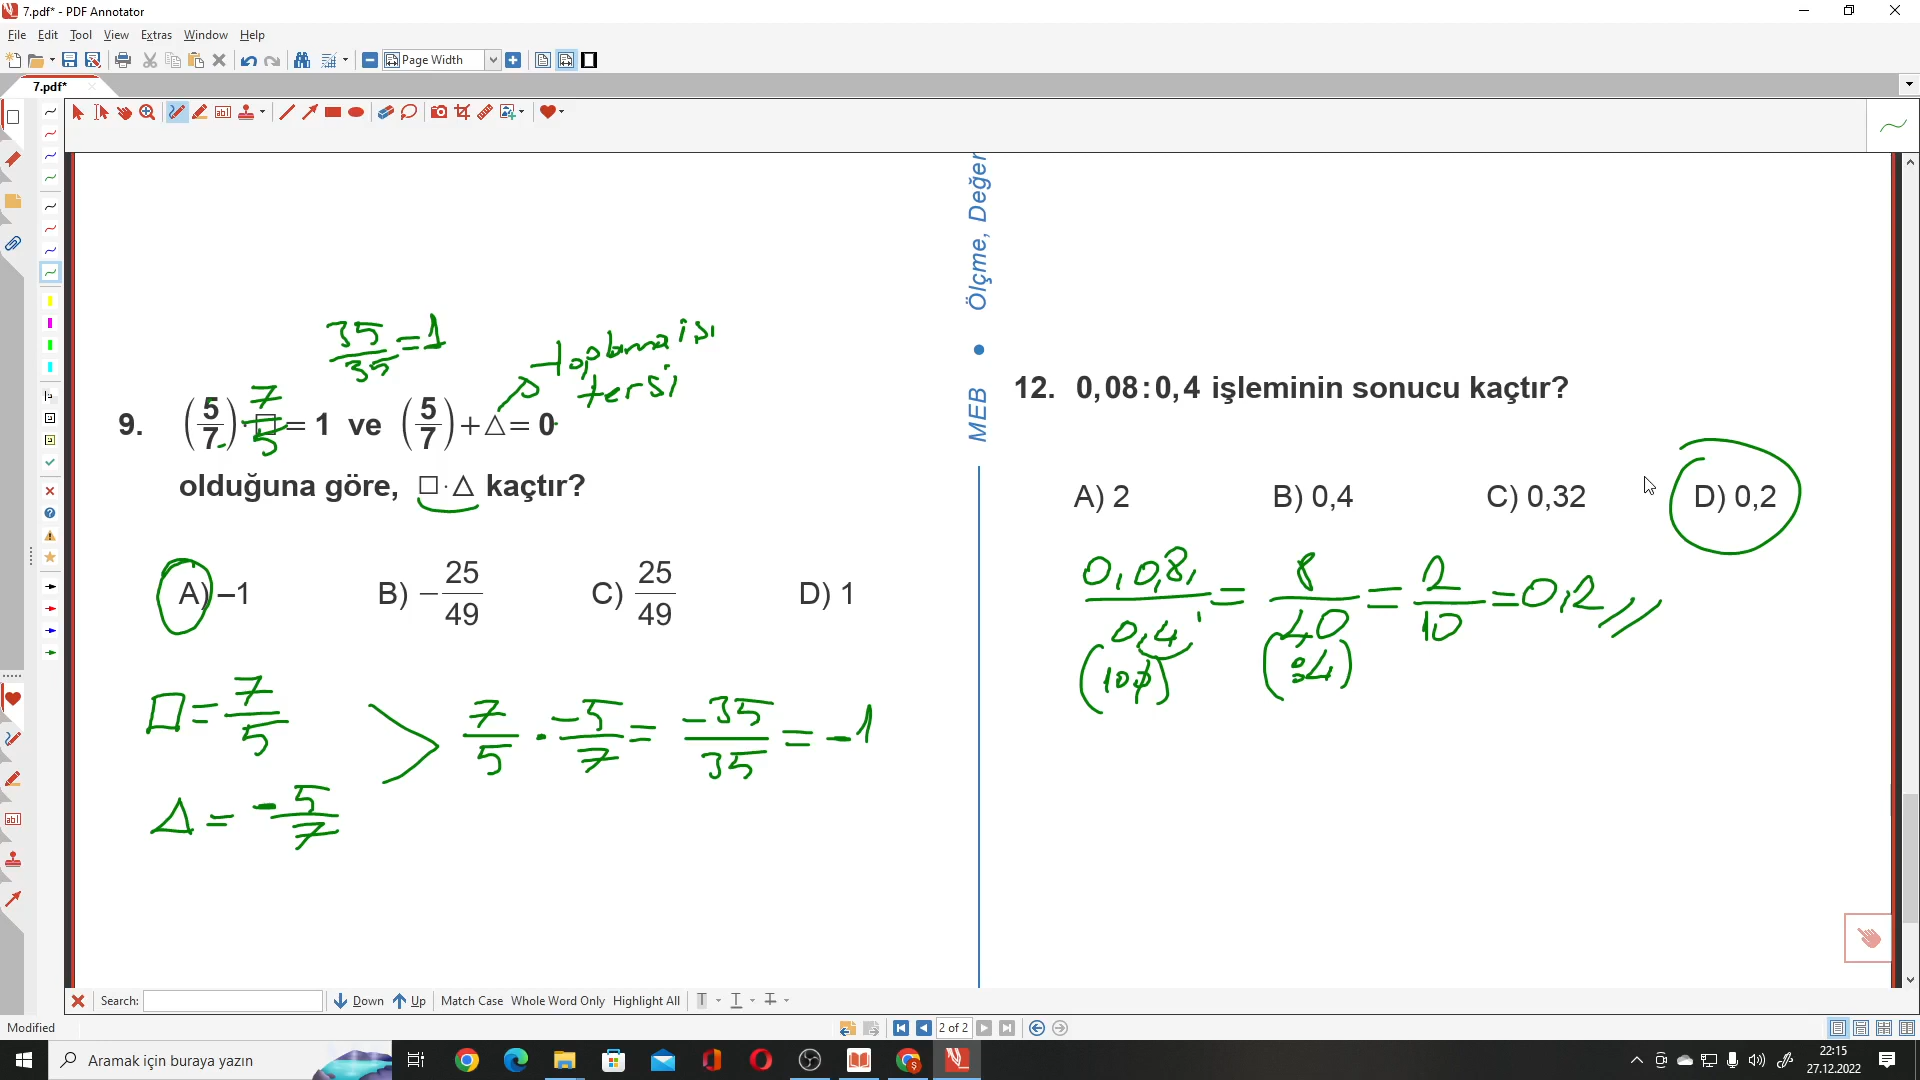 7.pdf* - PDF Annotator
File Edit Tool View Extras Window Help
Page Width
7.pdf*
MEB • Ölçme, Değer
35/35 = 1
toplama işl
tersi
9. (5/7) · □ = 1 ve (5/7) + △ = 0
7/5
olduğuna göre, □ · △ kaçtır?
A) –1 B) –25/49 C) 25/49 D) 1
□ = 7/5
7/5 · -5/7 = -35/35 = -1
△ = -5/7
12. 0,08 : 0,4 işleminin sonucu kaçtır?
A) 2 B) 0,4 C) 0,32 D) 0,2
0,08/0,4 = 8/40 = 2/10 = 0,2 //
(100) (:4)
Search: Down Up Match Case Whole Word Only Highlight All
Modified 2 of 2
Aramak için buraya yazın
22:15
27.12.2022